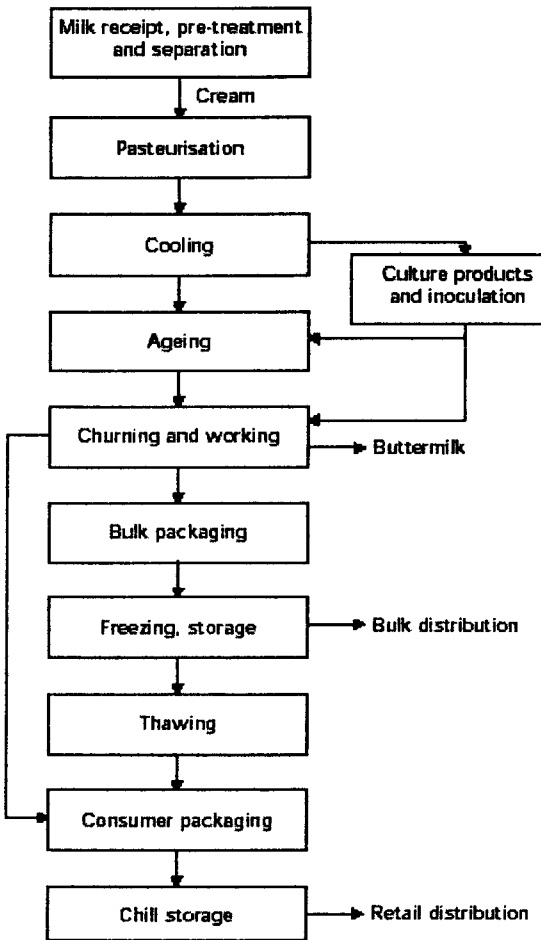 Milk receipt, pre-treatment
and separation
Cream
Pasteurisation
Cooling
Culture products
and inoculation
Ageing
Churning and working
Buttermilk
Bulk packaging
Freezing, storage
Bulk distribution
Thawing
Consumer packaging
Chill storage
Retail distribution